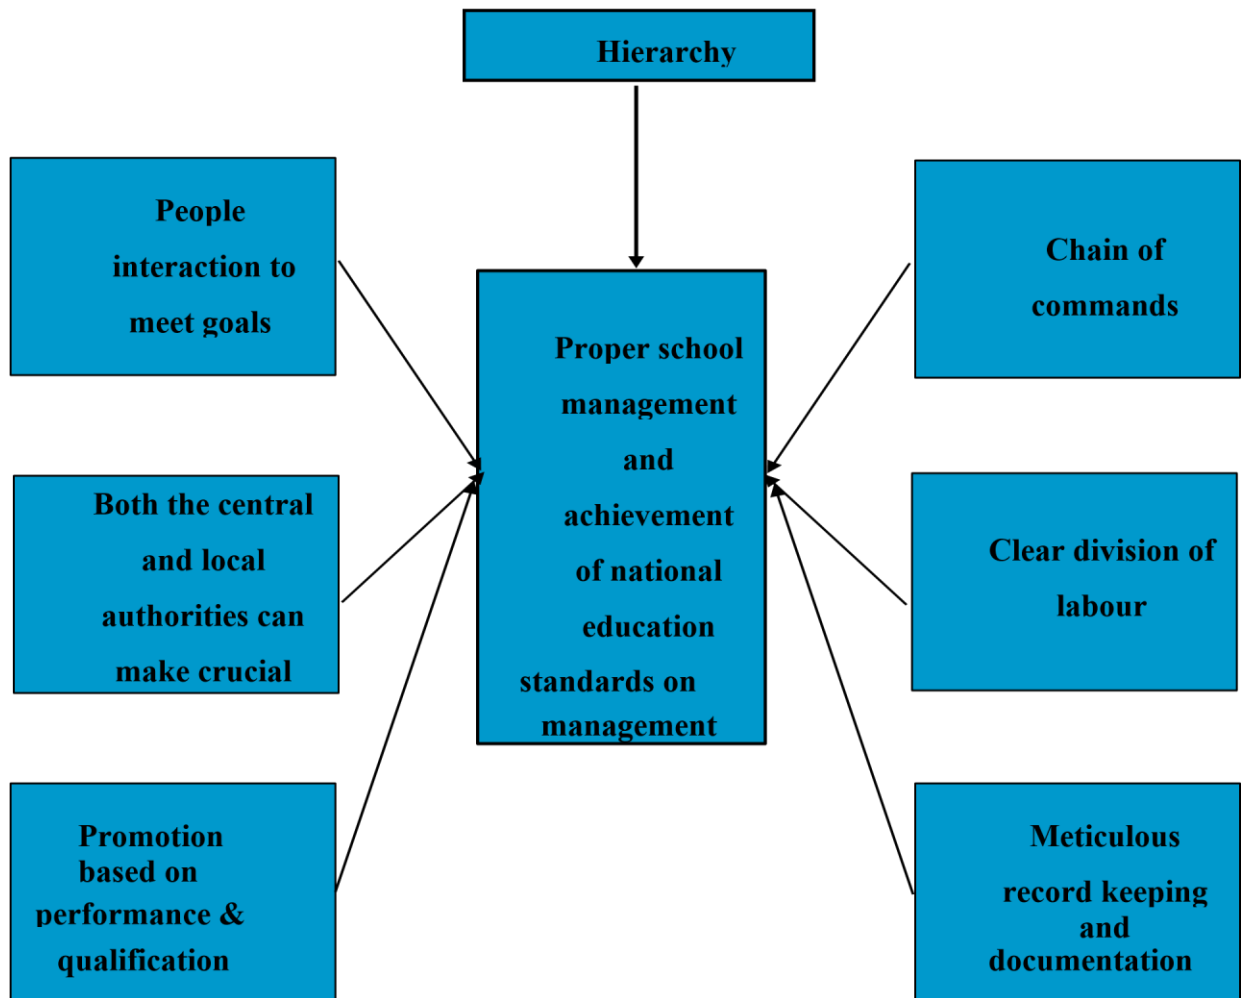 Hierarchy
People
interaction to
meet goals
Both the central
and local
authorities can
make crucial
Promotion
based on
performance &
qualification
Proper school
management
and
achievement
of national
education
standards on
management
Chain of
commands
Clear division of
labour
Meticulous
record keeping
and
documentation